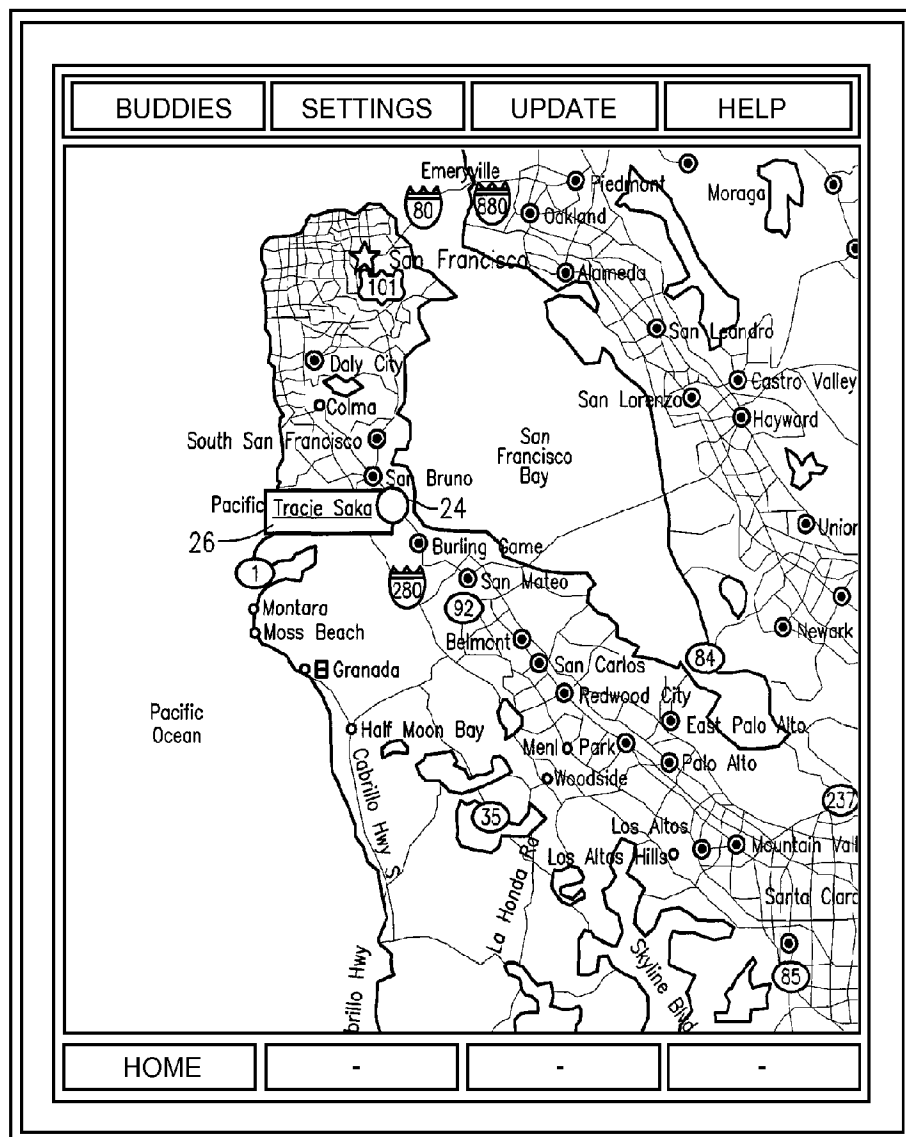 BUDDIES
SETTINGS
UPDATE
HELP
Emeryville
80
880
Piedmont
Moraga
Oakland
San Francisco
Alameda
101
San Leandro
Daly City
Castro Valley
San Lorenzo
Colma
Hayward
South San Francisco
San
Francisco
Bay
San Bruno
Pacific
Tracie Saka
24
26
Union
Burling Game
1
280
San Mateo
92
Montara
Moss Beach
Newark
Belmont
84
San Carlos
Granada
Redwood City
Pacific
Ocean
East Palo Alto
Half Moon Bay
Menl
Park
Palo Alto
Woodside
Cabrillo Hwy S
237
35
Los Altos
Mountain Vall
Los Altos Hills
La Honda Rd
Santa Clara
Skyline Blvd
brillo Hwy
85
HOME
-
-
-